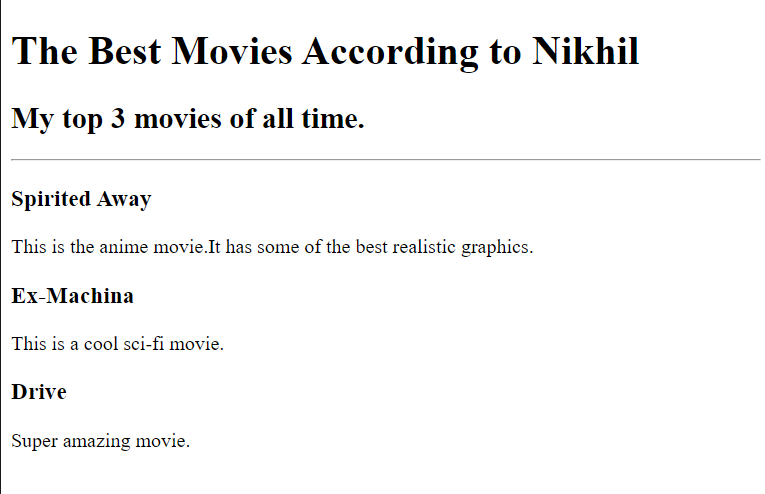 The Best Movies According to Nikhil
My top 3 movies of all time.
Spirited Away
This is the anime movie.It has some of the best realistic graphics.
Ex-Machina
This is a cool sci-fi movie.
Drive
Super amazing movie.